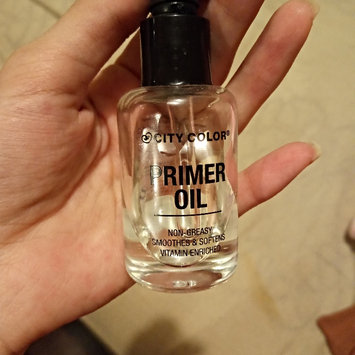 CITY COLOR®
PRIMER
OIL
NON-GREASY
SMOOTHES & SOFTENS
VITAMIN ENRICHED